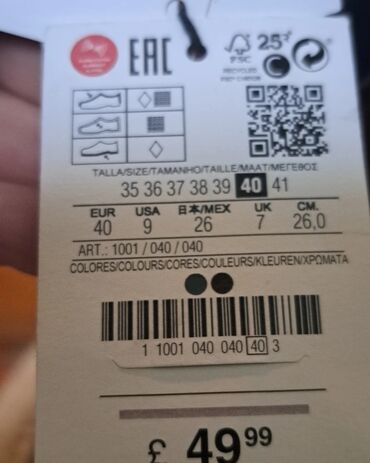 EAC
FSC
25
TALLA/SIZE/TAMANHO/TAILLE/MAAT/ΜΕΓΕΘΟΣ
35 36 37 38 39 40 41
EUR USA 日本/MEX UK CM.
40 9 26 7 26,0
ART.: 1001 / 040 / 040
COLORES/COLOURS/CORES/COULEURS/KLEUREN/ΧΡΩΜΑΤΑ
1 1001 040 040 40 3
£ 49.99